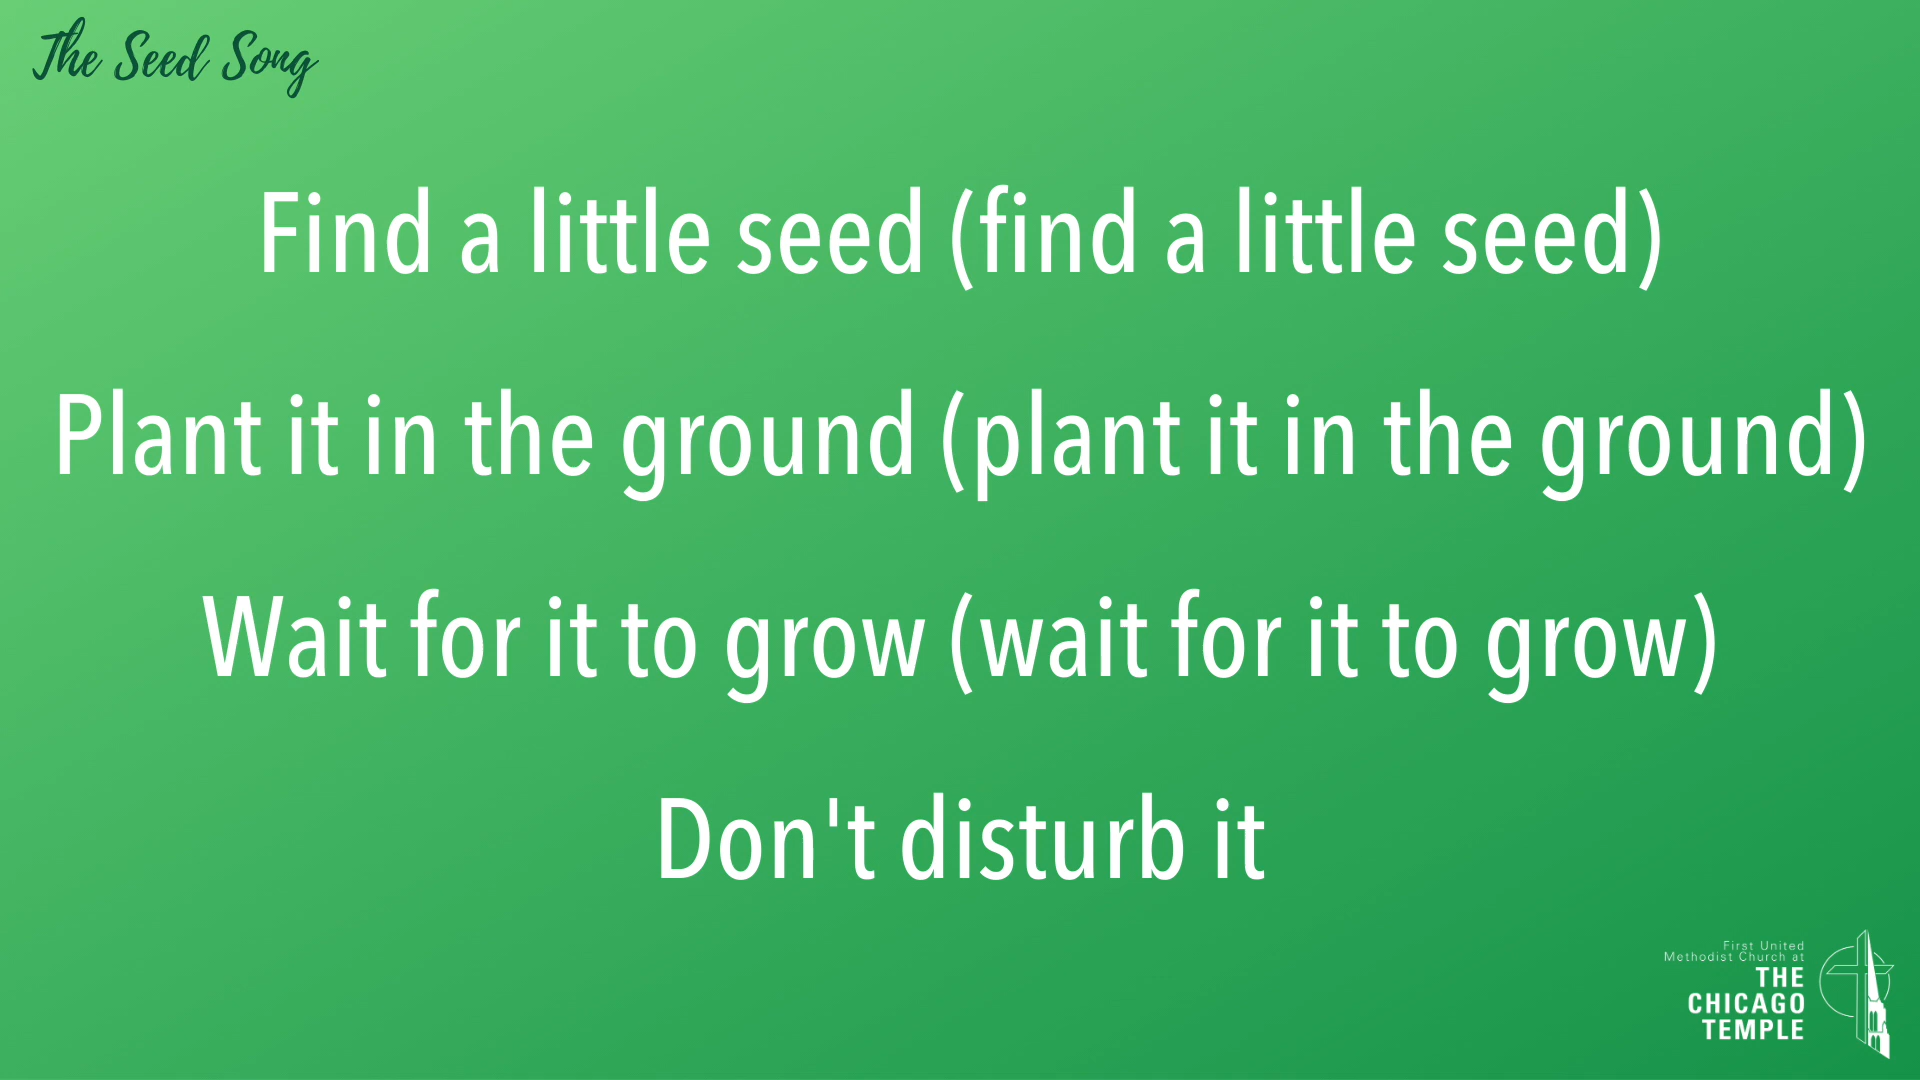 The Seed Song
Find a little seed (find a little seed)
Plant it in the ground (plant it in the ground)
Wait for it to grow (wait for it to grow)
Don't disturb it
First United
Methodist Church at
THE
CHICAGO
TEMPLE